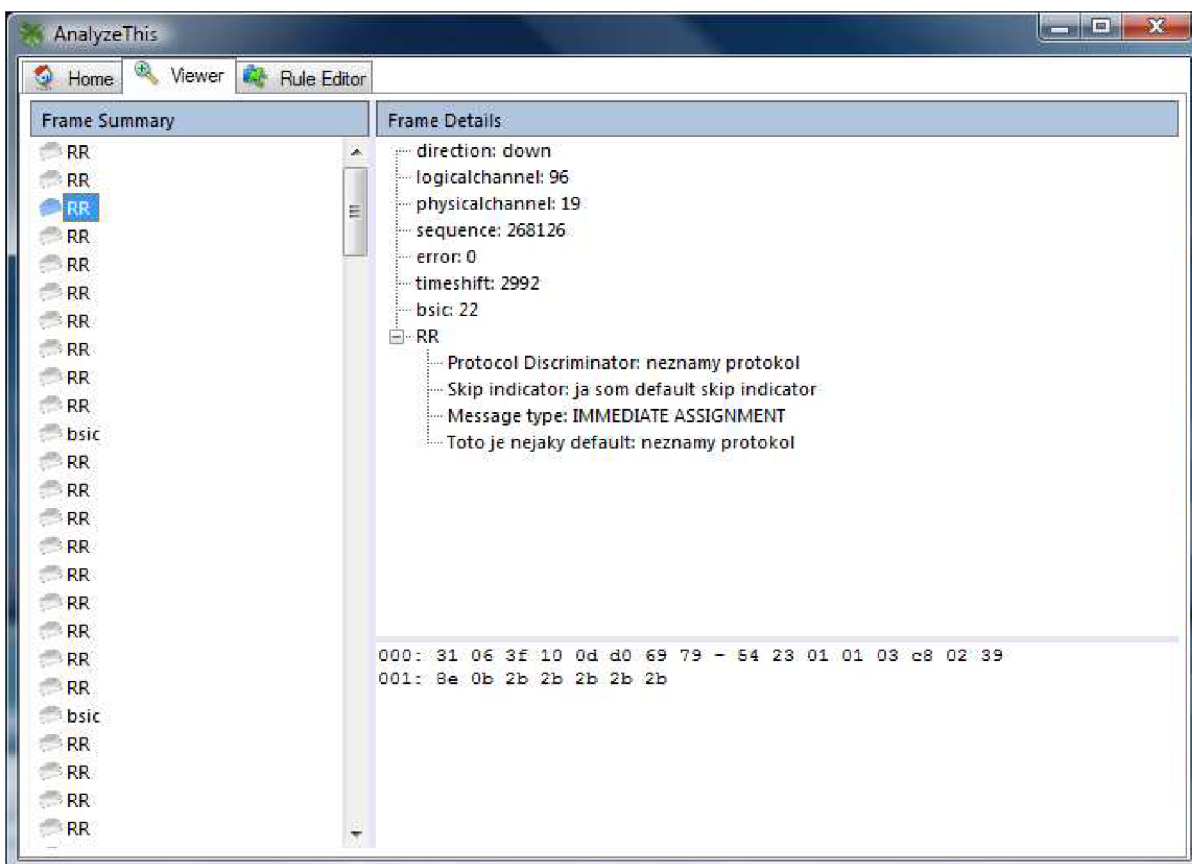 AnalyzeThis
Home
Viewer
Rule Editor
Frame Summary
RR
RR
RR
RR
RR
RR
RR
RR
RR
RR
bsic
RR
RR
RR
RR
RR
RR
RR
RR
RR
bsic
RR
RR
RR
RR
Frame Details
direction: down
logicalchannel: 96
physicalchannel: 19
sequence: 268126
error: 0
timeshift: 2992
bsic: 22
RR
Protocol Discriminator: neznamy protokol
Skip indicator: ja som default skip indicator
Message type: IMMEDIATE ASSIGNMENT
Toto je nejaky default: neznamy protokol
000: 31 06 3f 10 0d d0 69 79 - 54 23 01 01 03 c8 02 39
001: 8e 0b 2b 2b 2b 2b 2b